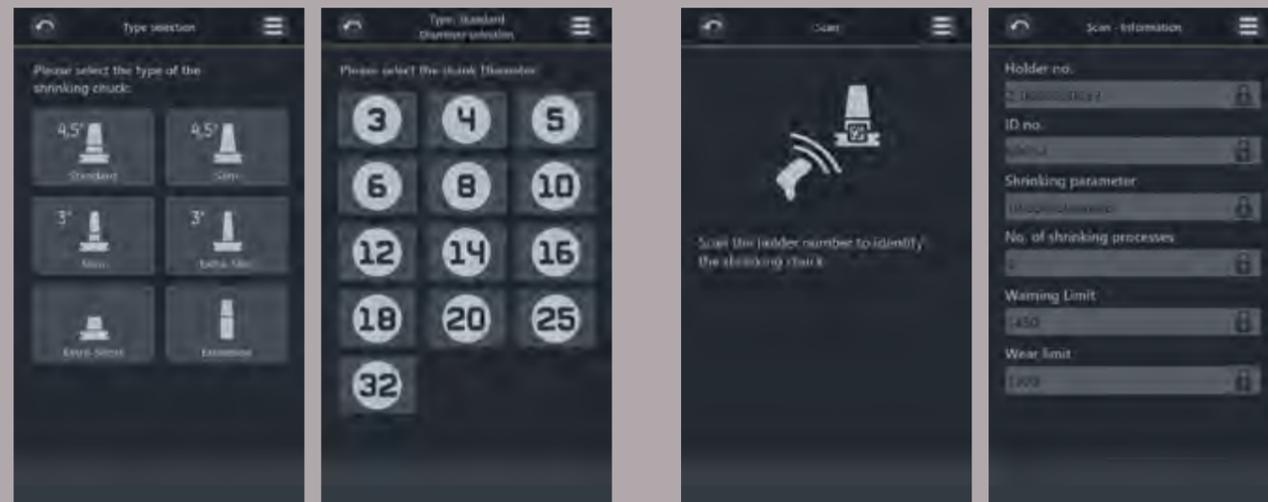 Type selection
Please select the type of the
shrinking chuck:
4,5° 4,5°
Standard Slim
3° 3°
Mini Extra-Slim
Extra-Short Extension
Type: Standard
Diameter selection
Please select the shank Diameter
3 4 5
6 8 10
12 14 16
18 20 25
32
Scan
Scan the holder number to identify
the shrinking chuck
Scan - Information
Holder no.
ID no.
Shrinking parameter
No. of shrinking processes
Warning Limit
1450
Wear limit